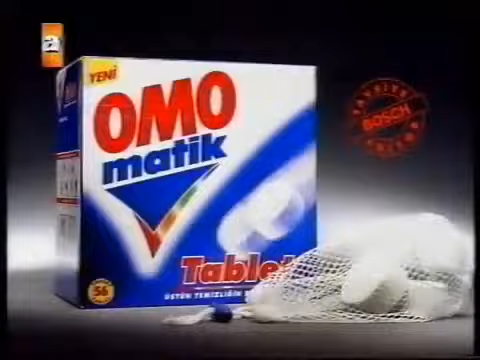 a
YENİ
OMO
matik
Tablet
ÜSTÜN TEMİZLİĞİN
56
BOSCH